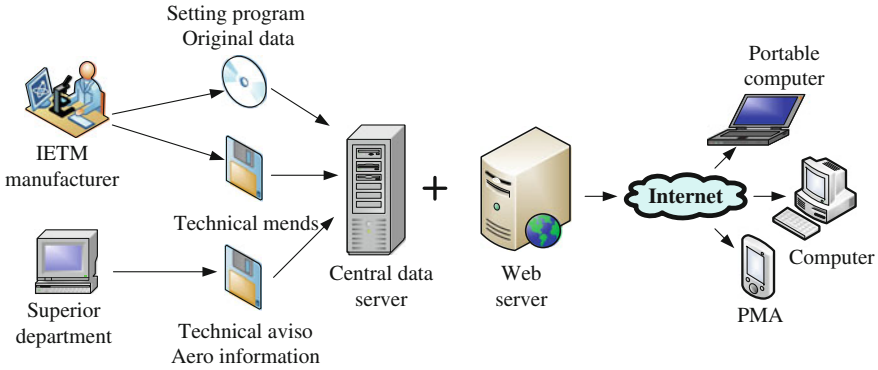 Setting program
Original data
IETM
manufacturer
Technical mends
Superior
department
Technical aviso
Aero information
Central data
server
+
Web
server
Internet
Portable
computer
Computer
PMA